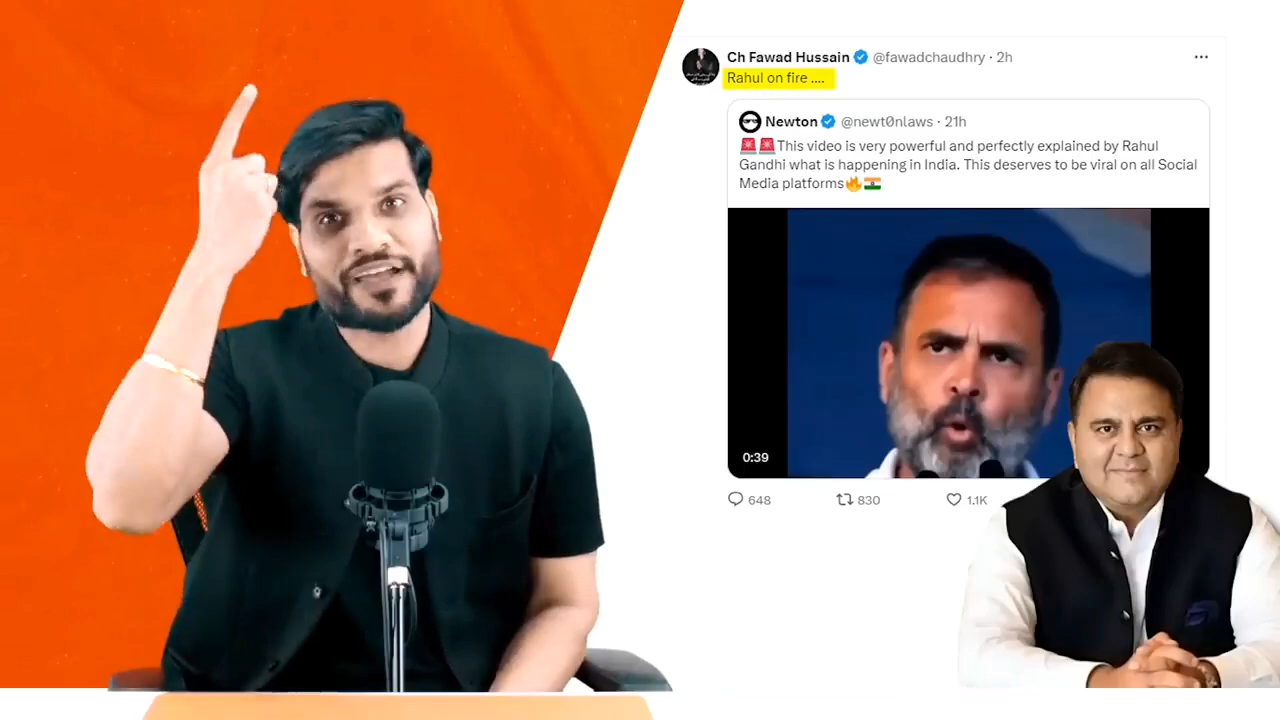 Ch Fawad Hussain @fawadchaudhry · 2h
Rahul on fire ....
Newton @newt0nlaws · 21h
🚨🚨This video is very powerful and perfectly explained by Rahul
Gandhi what is happening in India. This deserves to be viral on all Social
Media platforms🔥🇮🇳
0:39
648 830 1.1K